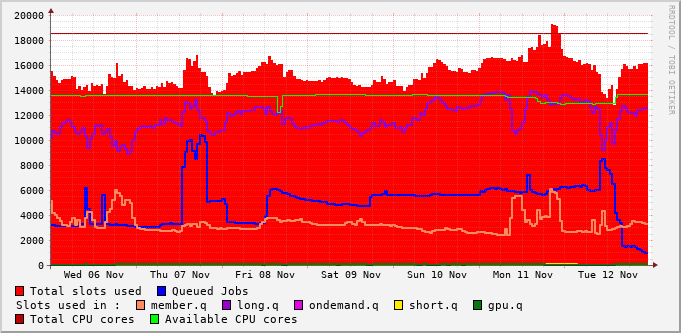 20000
18000
16000
14000
12000
10000
8000
6000
4000
2000
0
Wed 06 Nov Thu 07 Nov Fri 08 Nov Sat 09 Nov Sun 10 Nov Mon 11 Nov Tue 12 Nov
RRDTOOL / TOBI OETIKER
Total slots used Queued Jobs
Slots used in : member.q long.q ondemand.q short.q gpu.q
Total CPU cores Available CPU cores